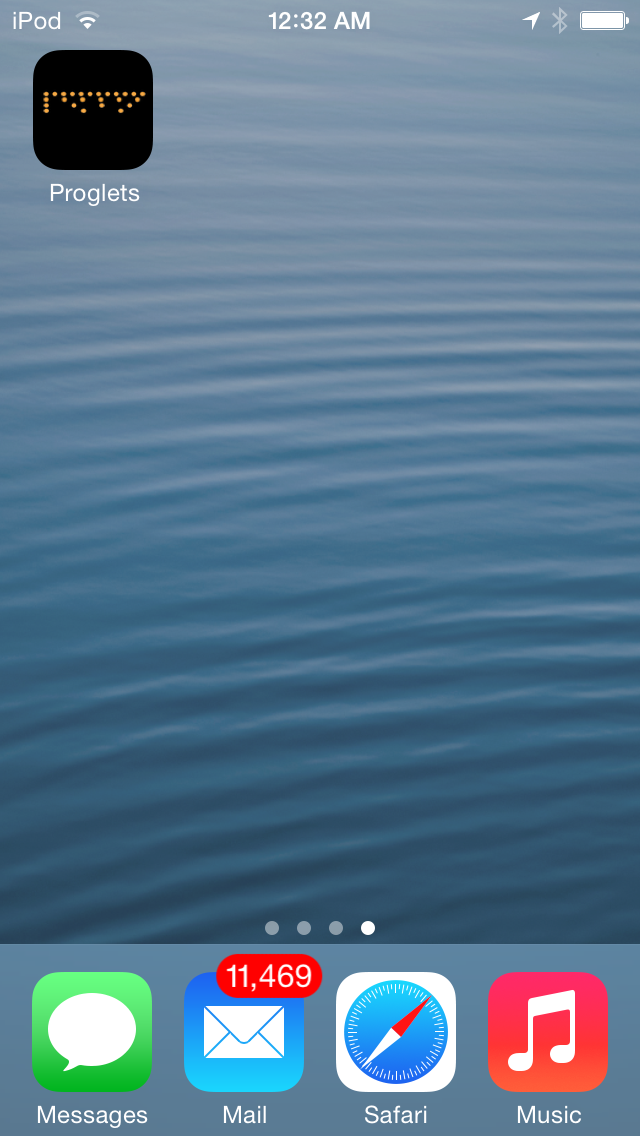 iPod 12:32 AM
Proglets
11,469
Messages Mail Safari Music